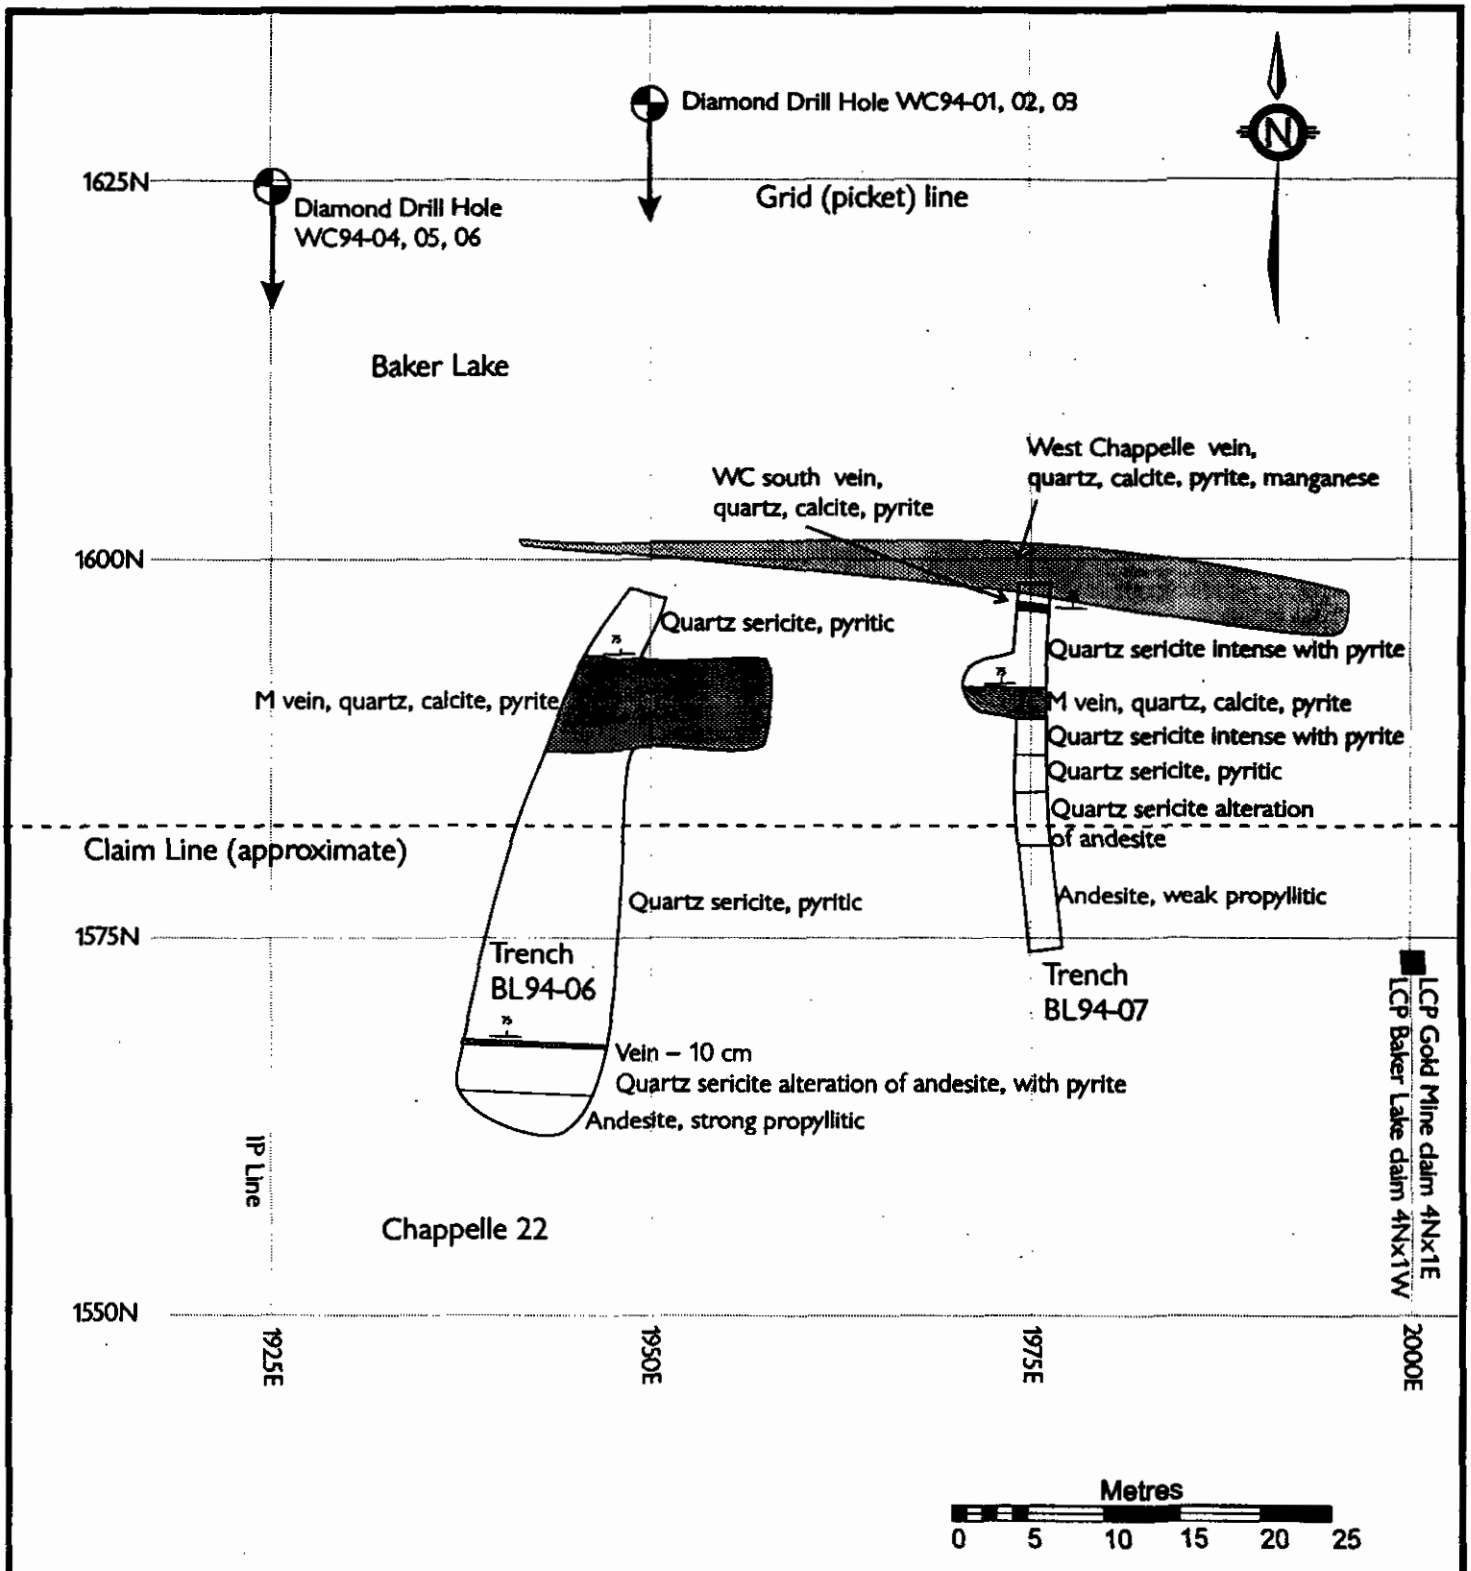 Diamond Drill Hole WC94-01, 02, 03
N
1625N
Grid (picket) line
Diamond Drill Hole
WC94-04, 05, 06
Baker Lake
West Chappelle vein,
quartz, calcite, pyrite, manganese
WC south vein,
quartz, calcite, pyrite
1600N
Quartz sericite, pyritic
75
Quartz sericite intense with pyrite
75
M vein, quartz, calcite, pyrite
M vein, quartz, calcite, pyrite
Quartz sericite intense with pyrite
Quartz sericite, pyritic
Quartz sericite alteration
of andesite
Claim Line (approximate)
Quartz sericite, pyritic
Andesite, weak propyllitic
1575N
Trench
BL94-06
Trench
BL94-07
75
Vein – 10 cm
Quartz sericite alteration of andesite, with pyrite
Andesite, strong propyllitic
LCP Gold Mine claim 4Nx1E
LCP Baker Lake claim 4Nx1W
IP Line
Chappelle 22
1550N
1925E
1950E
1975E
2000E
Metres
0 5 10 15 20 25